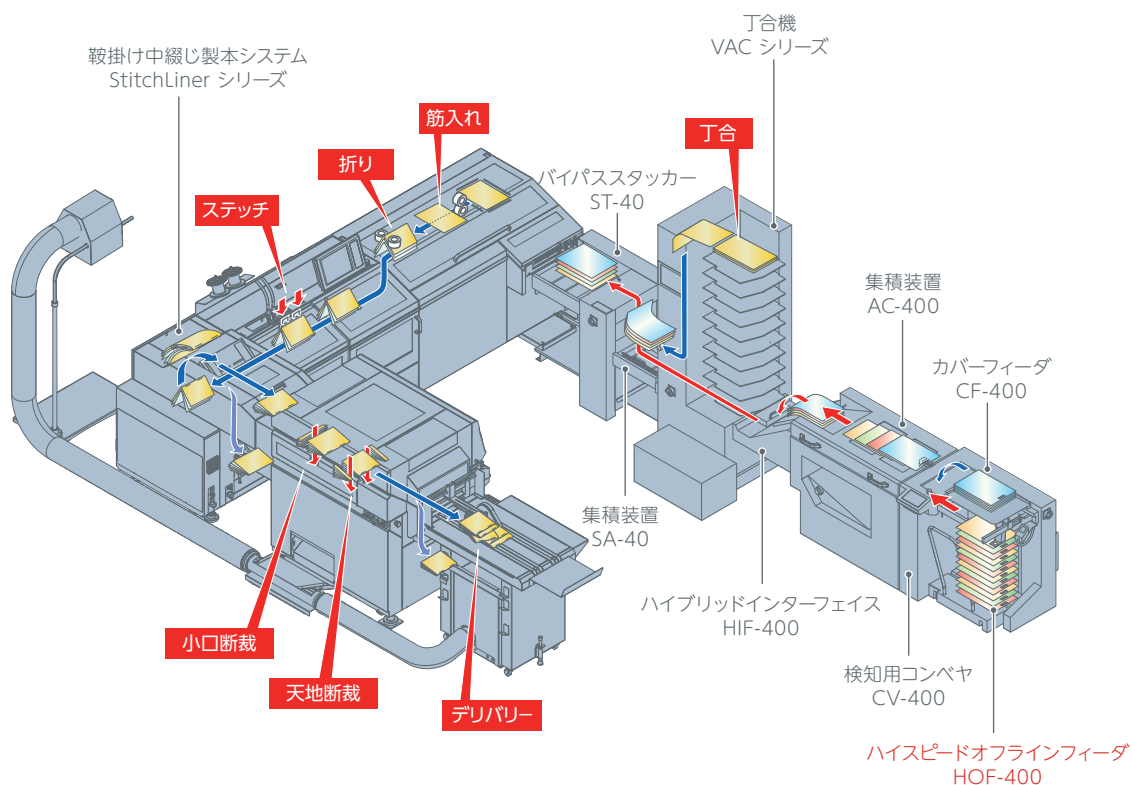 丁合機
VAC シリーズ
鞍掛け中綴じ製本システム
StitchLiner シリーズ
筋入れ
丁合
折り
バイパススタッカー
ST-40
ステッチ
集積装置
AC-400
カバーフィーダ
CF-400
集積装置
SA-40
ハイブリッドインターフェイス
HIF-400
小口断裁
検知用コンベヤ
CV-400
天地断裁
デリバリー
ハイスピードオフラインフィーダ
HOF-400